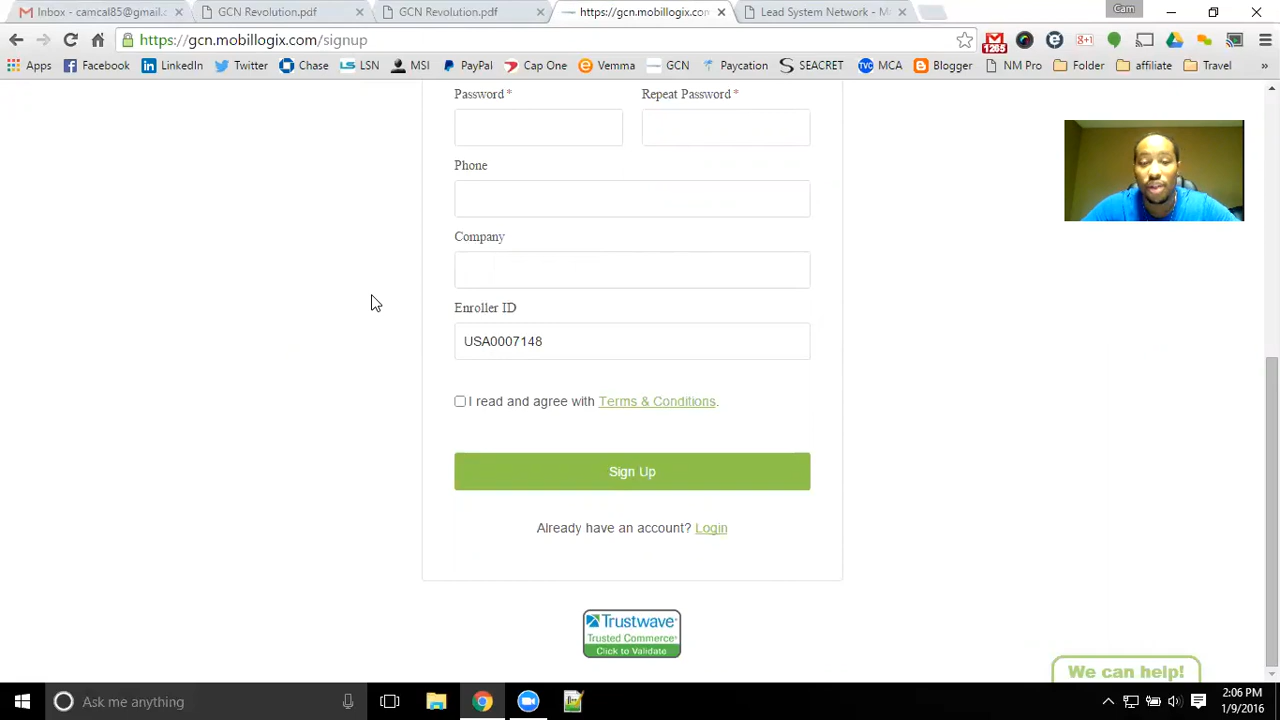 Inbox - camcal85@gmail.c
GCN Revolution.pdf
GCN Revolution.pdf
https://gcn.mobillogix.com
Lead System Network - M
Cam
https://gcn.mobillogix.com/signup
1265
Apps Facebook LinkedIn Twitter Chase LSN MSI PayPal Cap One Vemma GCN Paycation SEACRET MCA Blogger NM Pro Folder affiliate Travel
Password * Repeat Password *
Phone
Company
Enroller ID
USA0007148
I read and agree with Terms & Conditions.
Sign Up
Already have an account? Login
Trustwave
Trusted Commerce
Click to Validate
We can help!
Ask me anything
2:06 PM
1/9/2016